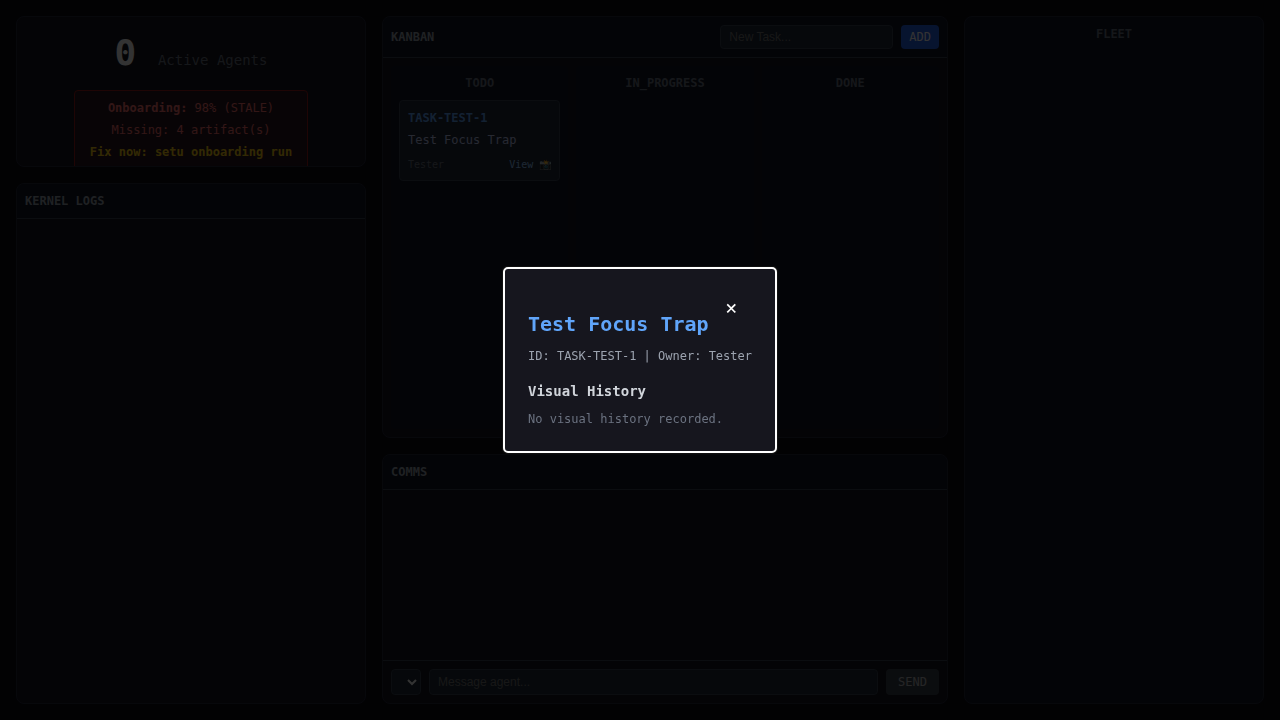 0 Active Agents
Onboarding: 98% (STALE)
Missing: 4 artifact(s)
Fix now: setu onboarding run
KERNEL LOGS
KANBAN
New Task...
ADD
TODO
IN_PROGRESS
DONE
TASK-TEST-1
Test Focus Trap
Tester
View
×
Test Focus Trap
ID: TASK-TEST-1 | Owner: Tester
Visual History
No visual history recorded.
COMMS
Message agent...
SEND
FLEET